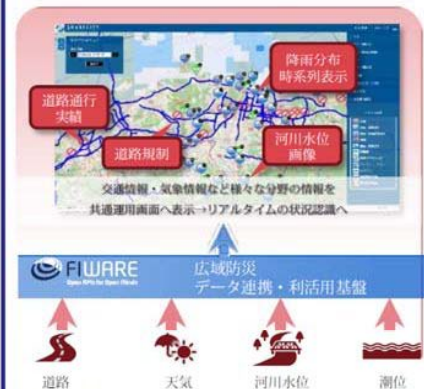 降雨分布
時系列表示
道路通行
実績
道路規制
河川水位
画像
交通情報・気象情報など様々な分野の情報を
共通運用画面へ表示→リアルタイムの状況認識へ
FIWARE
Open APIs for Open Minds
広域防災
データ連携・利活用基盤
道路
天気
河川水位
潮位